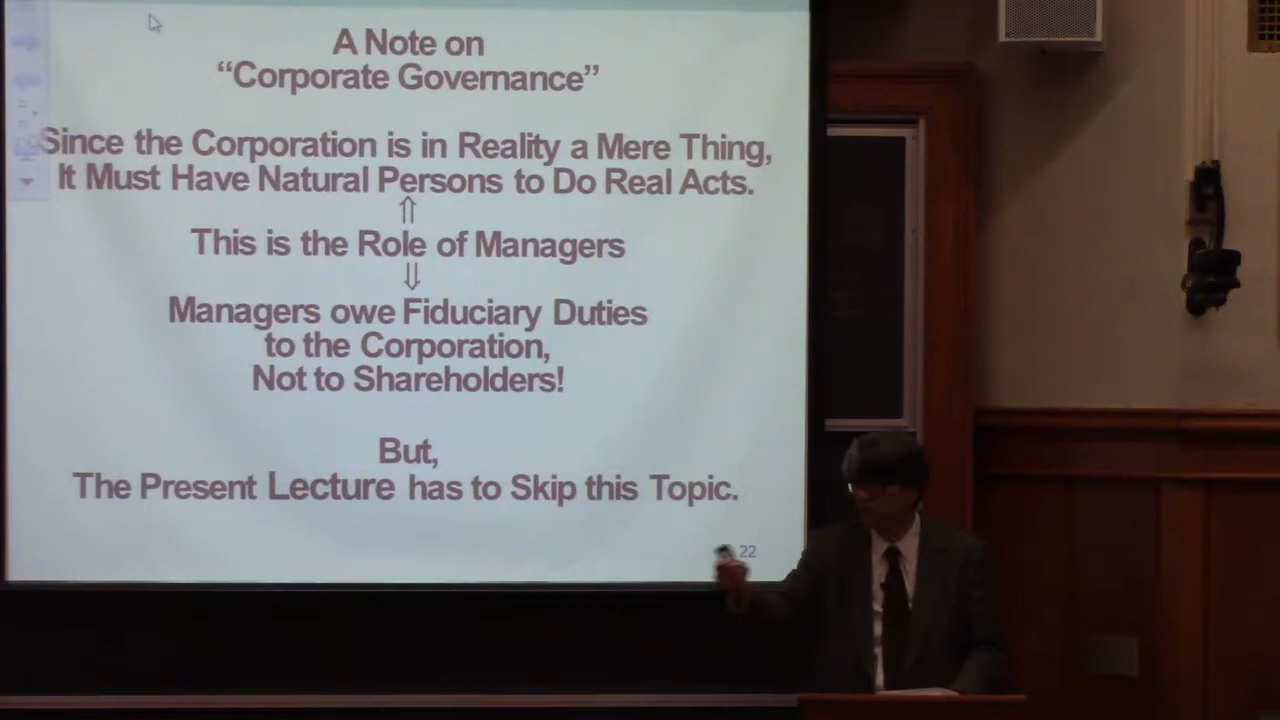 A Note on
“Corporate Governance”
Since the Corporation is in Reality a Mere Thing,
It Must Have Natural Persons to Do Real Acts.
⇑
This is the Role of Managers
⇓
Managers owe Fiduciary Duties
to the Corporation,
Not to Shareholders!
But,
The Present Lecture has to Skip this Topic.
22